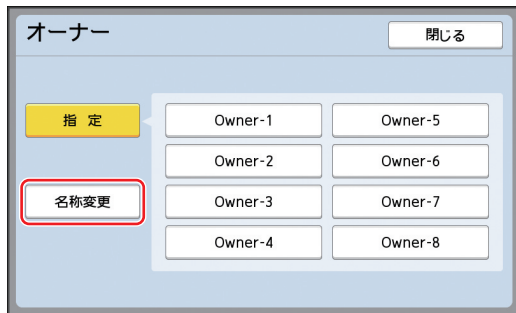 オーナー
閉じる
指 定
名称変更
Owner-1
Owner-2
Owner-3
Owner-4
Owner-5
Owner-6
Owner-7
Owner-8